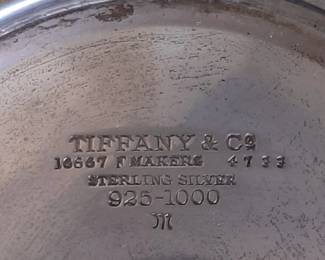 TIFFANY & Co
16667 F MAKERS 4733
STERLING SILVER
925-1000
m